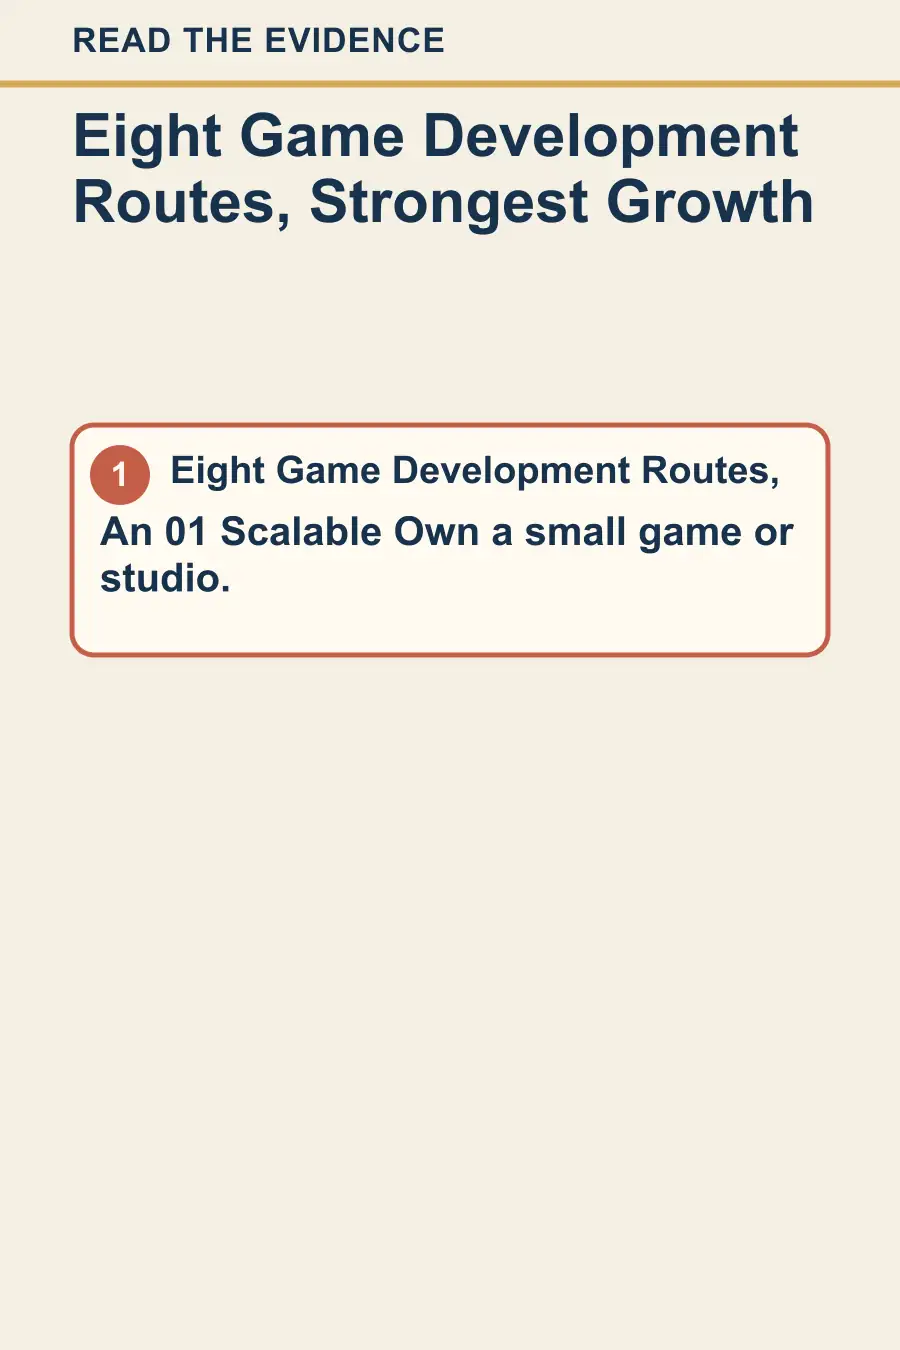 READ THE EVIDENCE
Eight Game Development
Routes, Strongest Growth
1 Eight Game Development Routes,
An 01 Scalable Own a small game or
studio.